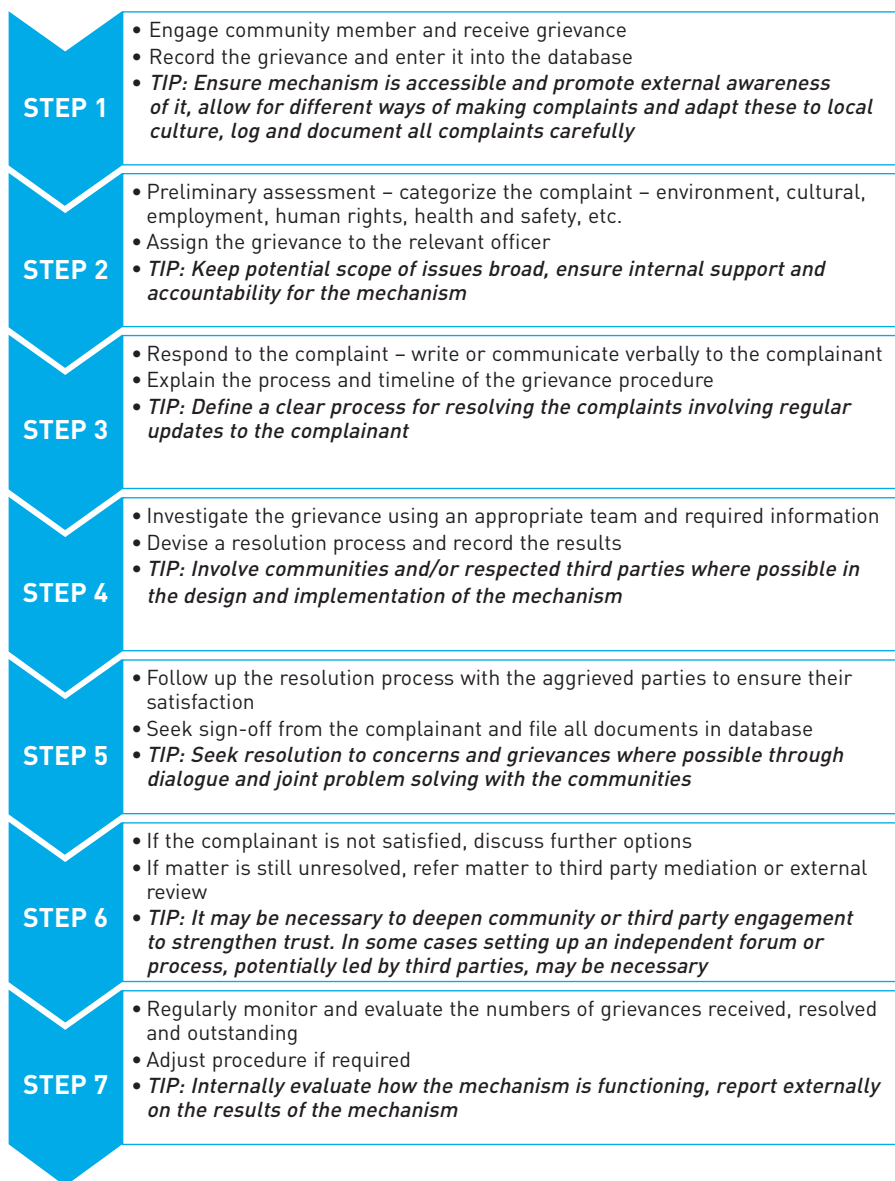 STEP 1
• Engage community member and receive grievance
• Record the grievance and enter it into the database
• TIP: Ensure mechanism is accessible and promote external awareness
of it, allow for different ways of making complaints and adapt these to local
culture, log and document all complaints carefully
STEP 2
• Preliminary assessment – categorize the complaint – environment, cultural,
employment, human rights, health and safety, etc.
• Assign the grievance to the relevant officer
• TIP: Keep potential scope of issues broad, ensure internal support and
accountability for the mechanism
STEP 3
• Respond to the complaint – write or communicate verbally to the complainant
• Explain the process and timeline of the grievance procedure
• TIP: Define a clear process for resolving the complaints involving regular
updates to the complainant
STEP 4
• Investigate the grievance using an appropriate team and required information
• Devise a resolution process and record the results
• TIP: Involve communities and/or respected third parties where possible in
the design and implementation of the mechanism
STEP 5
• Follow up the resolution process with the aggrieved parties to ensure their
satisfaction
• Seek sign-off from the complainant and file all documents in database
• TIP: Seek resolution to concerns and grievances where possible through
dialogue and joint problem solving with the communities
STEP 6
• If the complainant is not satisfied, discuss further options
• If matter is still unresolved, refer matter to third party mediation or external
review
• TIP: It may be necessary to deepen community or third party engagement
to strengthen trust. In some cases setting up an independent forum or
process, potentially led by third parties, may be necessary
STEP 7
• Regularly monitor and evaluate the numbers of grievances received, resolved
and outstanding
• Adjust procedure if required
• TIP: Internally evaluate how the mechanism is functioning, report externally
on the results of the mechanism